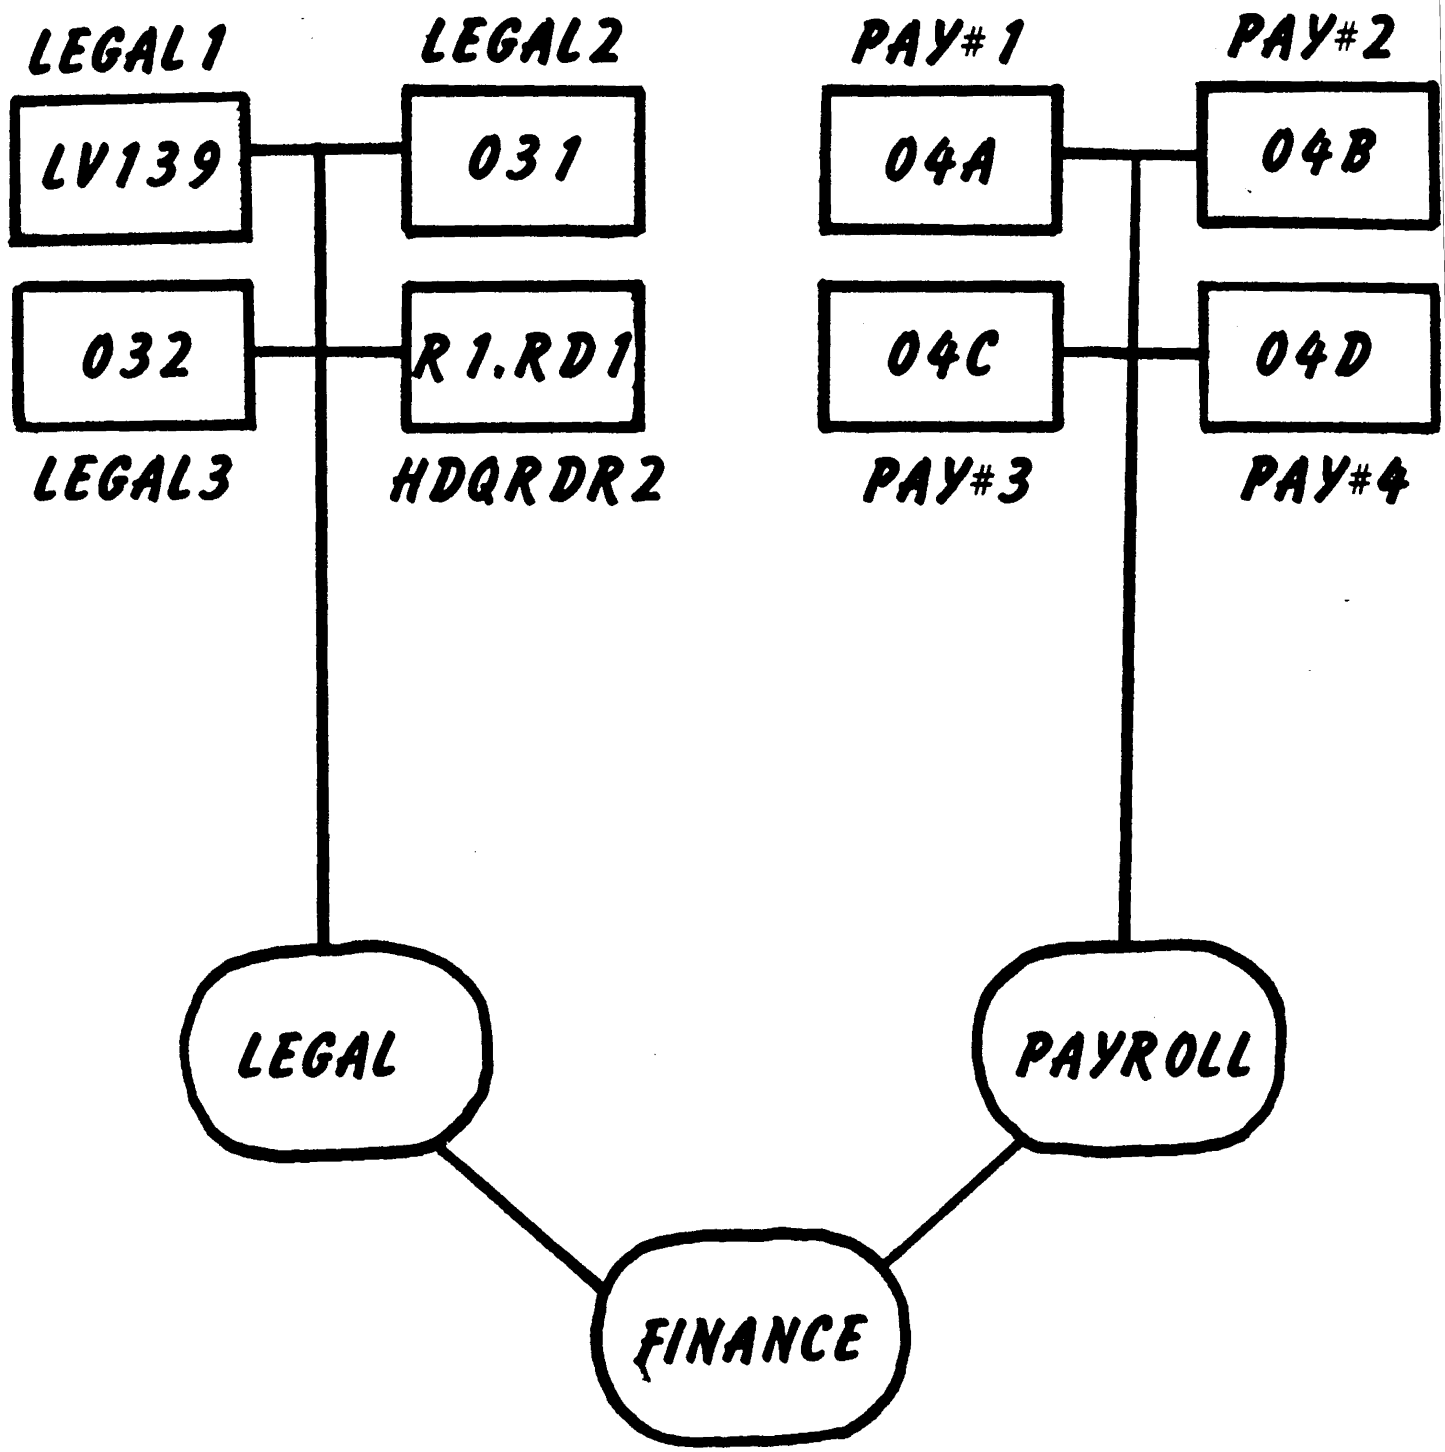 LEGAL1
LEGAL2
PAY#1
PAY#2
LV139
031
04A
04B
032
R1.RD1
04C
04D
LEGAL3
HDQRDR2
PAY#3
PAY#4
LEGAL
PAYROLL
FINANCE